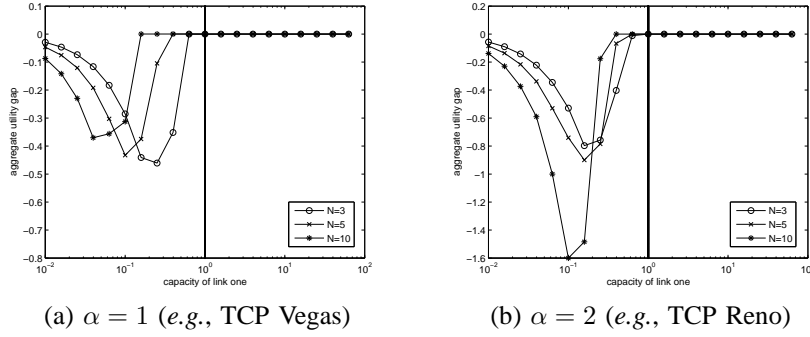 0.1
0
-0.1
-0.2
-0.3
-0.4
-0.5
-0.6
-0.7
-0.8
aggregate utility gap
10^-2
10^-1
10^0
10^1
10^2
capacity of link one
N=3
N=5
N=10
(a) α = 1 (e.g., TCP Vegas)
0.2
0
-0.2
-0.4
-0.6
-0.8
-1
-1.2
-1.4
-1.6
aggregate utility gap
10^-2
10^-1
10^0
10^1
10
capacity of link one
N=3
N=5
N=10
(b) α = 2 (e.g., TCP Reno)